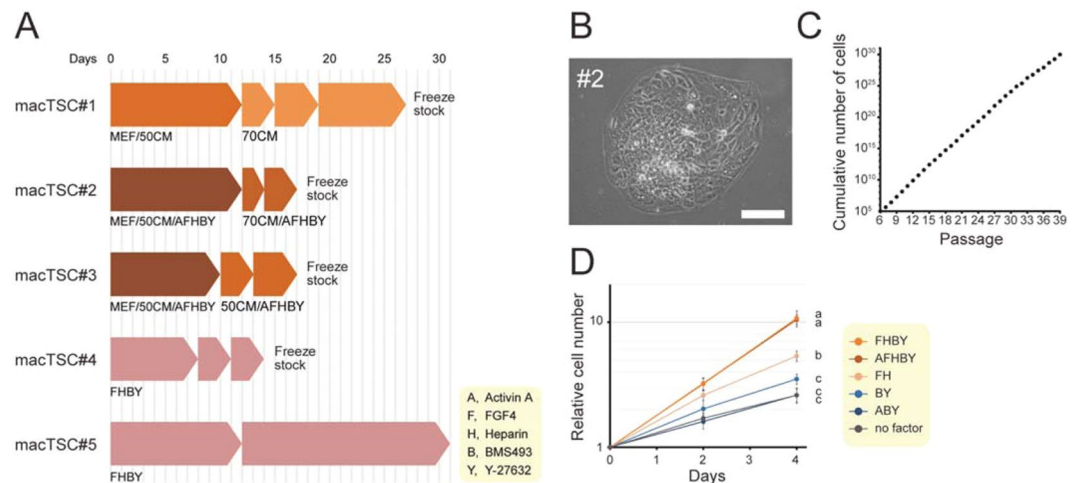 A
Days 0 5 10 15 20 25 30
macTSC#1
Freeze
stock
MEF/50CM 70CM
macTSC#2
Freeze
stock
MEF/50CM/AFHBY 70CM/AFHBY
macTSC#3
Freeze
stock
MEF/50CM/AFHBY 50CM/AFHBY
macTSC#4
Freeze
stock
FHBY
macTSC#5
FHBY
A, Activin A
F, FGF4
H, Heparin
B, BMS493
Y, Y-27632
B
#2
C
Cumulative number of cells
10^30
10^25
10^20
10^15
10^10
10^5
6 9 12 15 18 21 24 27 30 33 36 39
Passage
D
Relative cell number
10
1
0 1 2 3 4
Days
a
a
b
c
c
c
FHBY
AFHBY
FH
BY
ABY
no factor